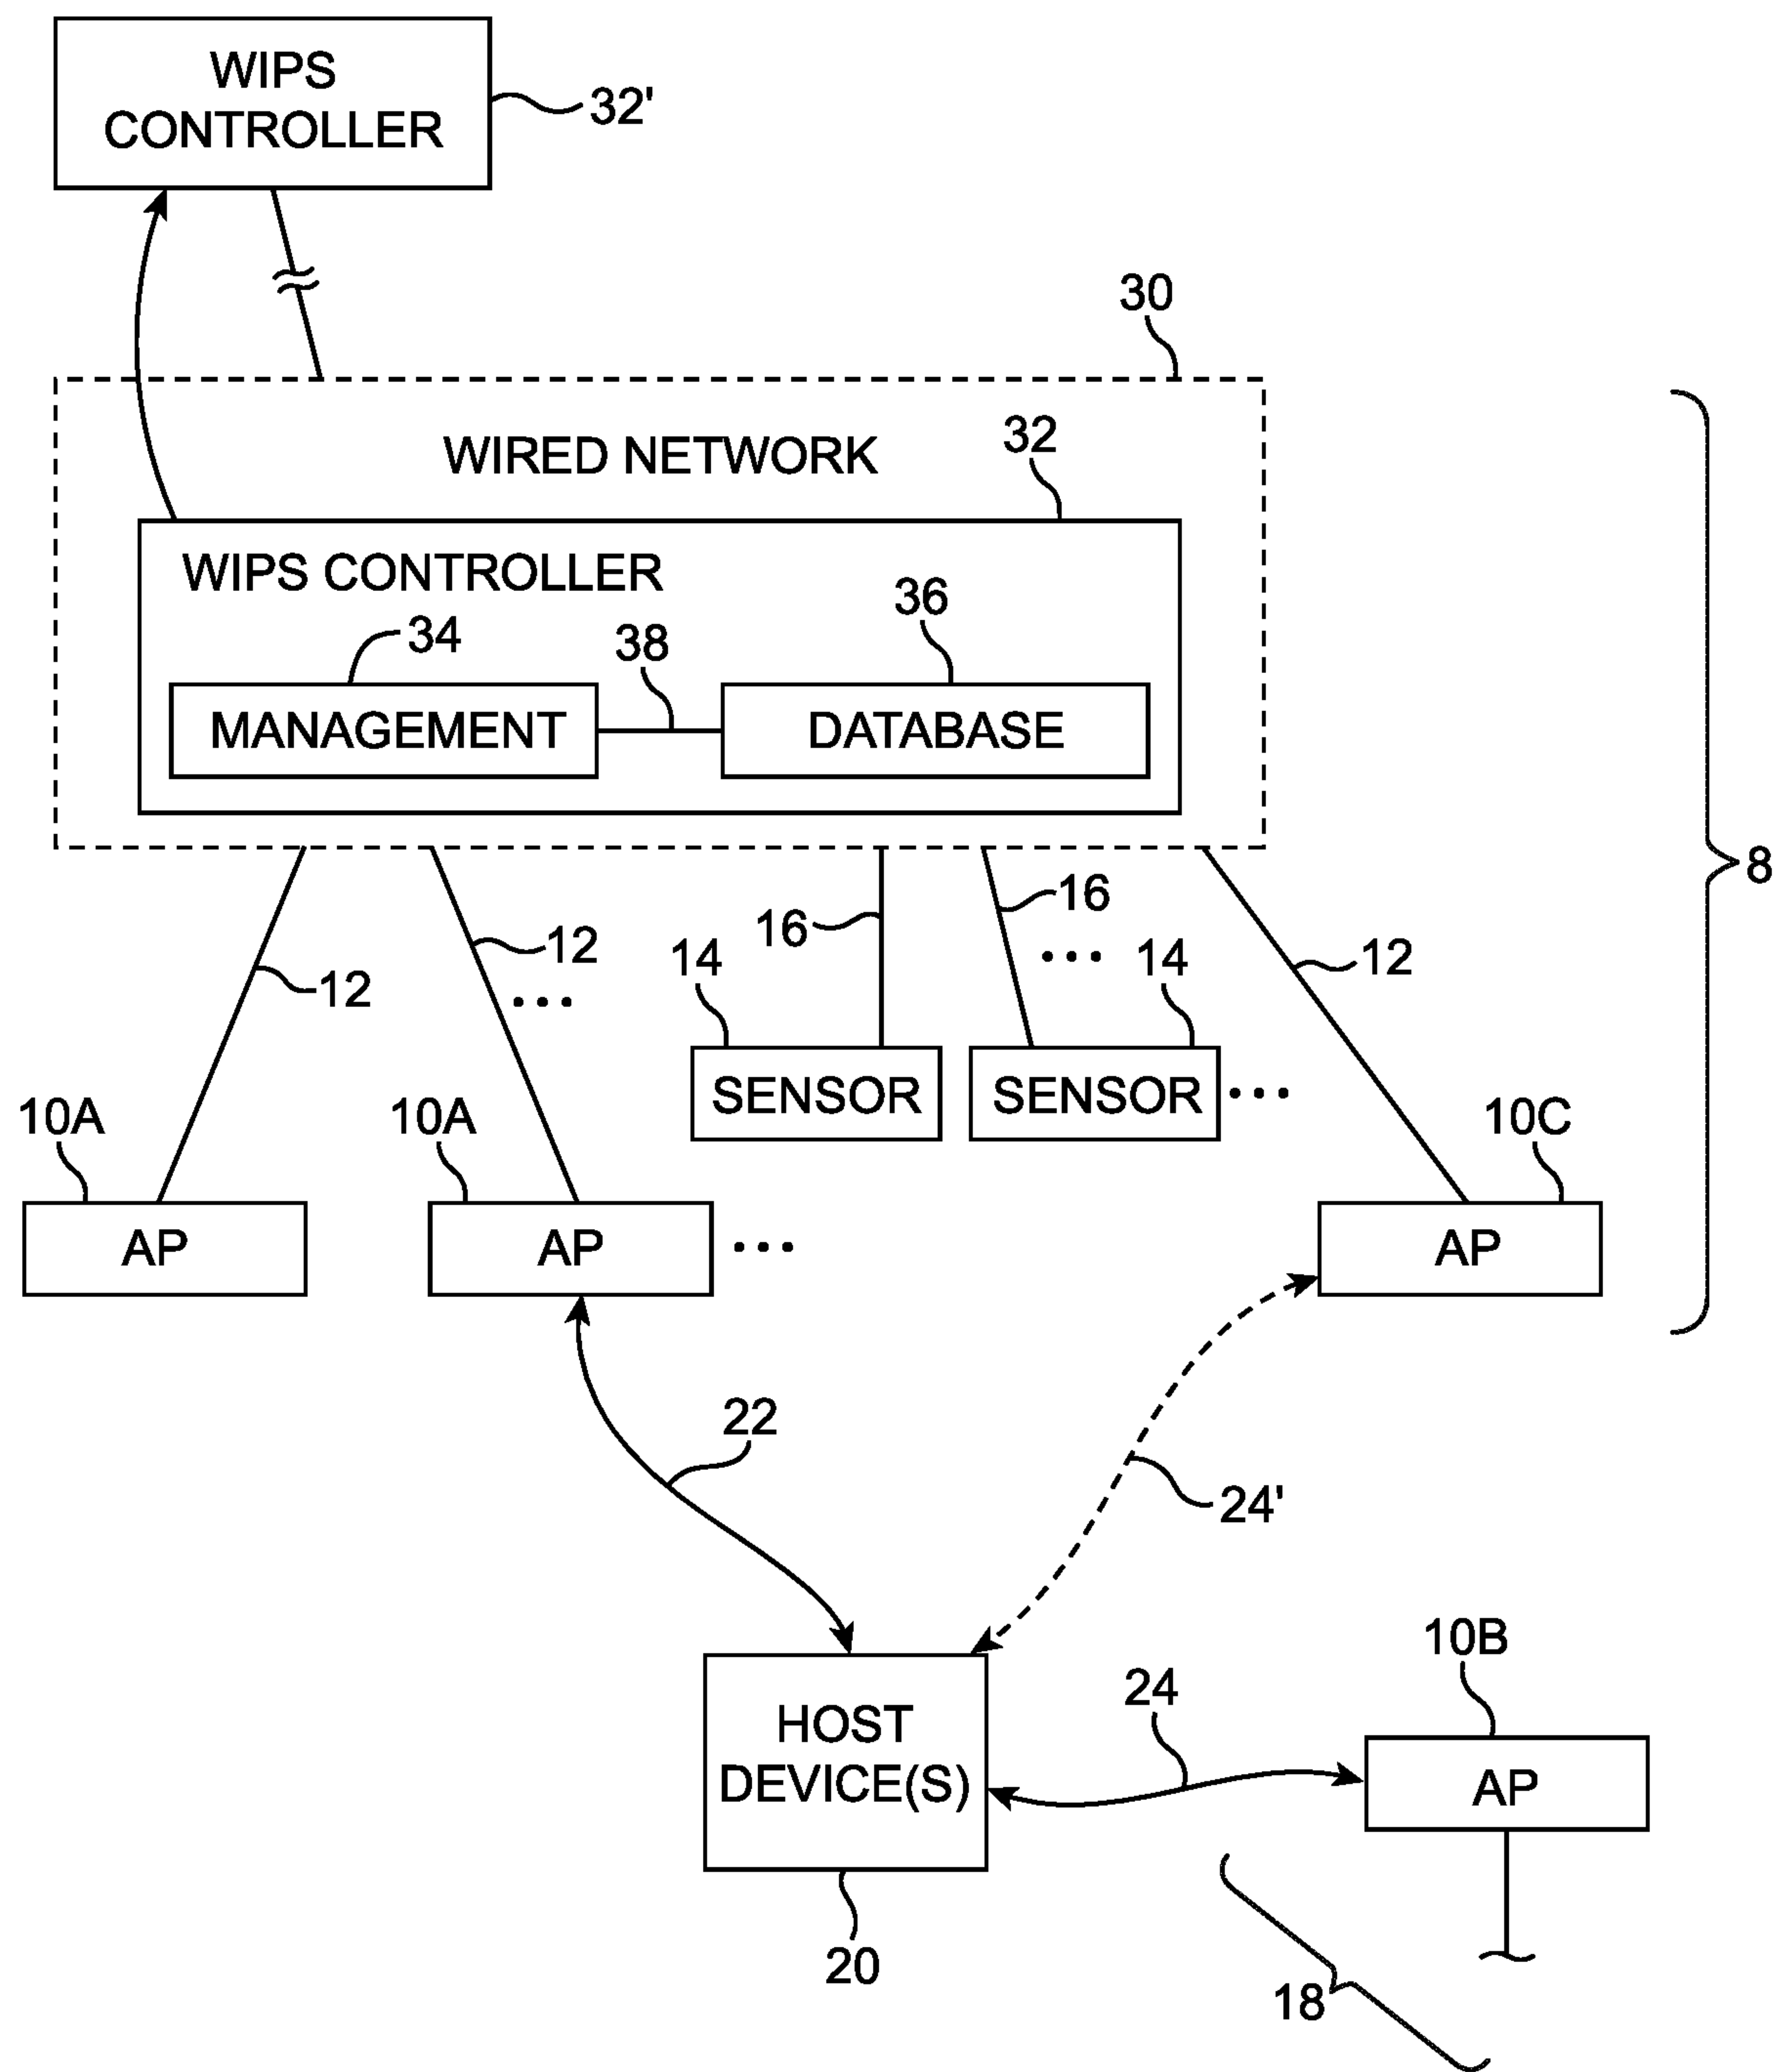 WIPS
CONTROLLER
32'
30
WIRED NETWORK
32
WIPS CONTROLLER
34
38
36
MANAGEMENT
DATABASE
8
12
12
...
16
16
...
12
14
14
SENSOR
SENSOR
...
10A
10A
10C
AP
AP
...
AP
22
24'
HOST
DEVICE(S)
24
10B
AP
20
18